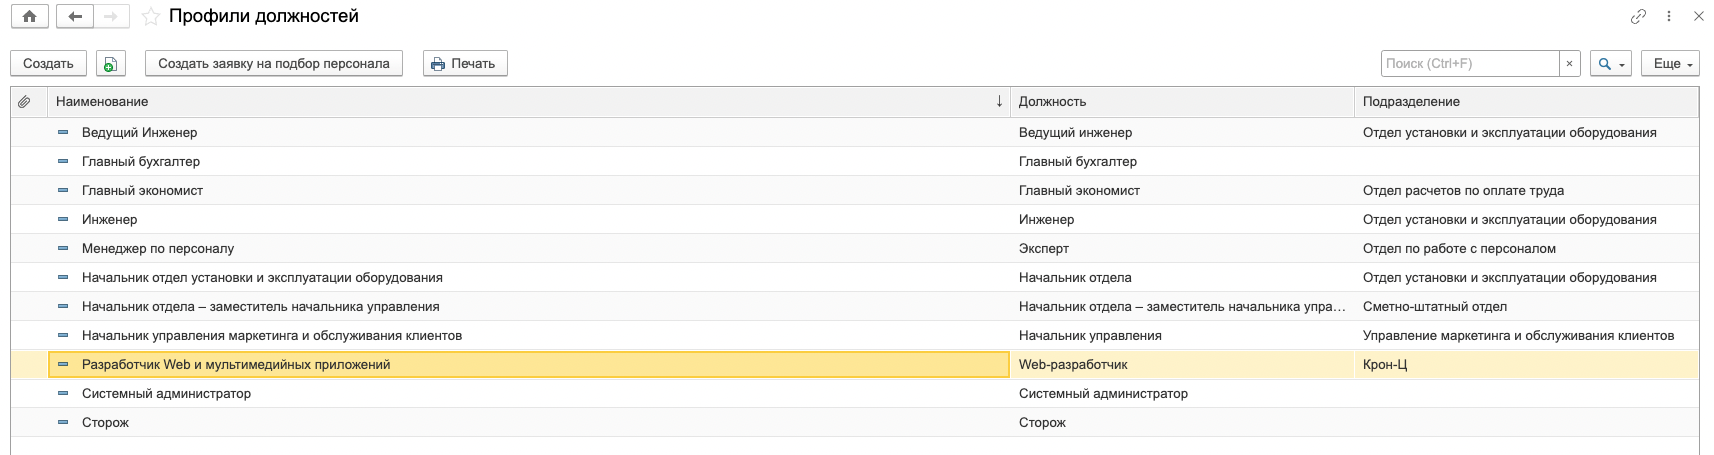 Профили должностей
Создать Создать заявку на подбор персонала Печать Поиск (Ctrl+F) × Еще
Наименование ↓ Должность Подразделение
Ведущий Инженер Ведущий инженер Отдел установки и эксплуатации оборудования
Главный бухгалтер Главный бухгалтер
Главный экономист Главный экономист Отдел расчетов по оплате труда
Инженер Инженер Отдел установки и эксплуатации оборудования
Менеджер по персоналу Эксперт Отдел по работе с персоналом
Начальник отдел установки и эксплуатации оборудования Начальник отдела Отдел установки и эксплуатации оборудования
Начальник отдела – заместитель начальника управления Начальник отдела – заместитель начальника упра... Сметно-штатный отдел
Начальник управления маркетинга и обслуживания клиентов Начальник управления Управление маркетинга и обслуживания клиентов
Разработчик Web и мультимедийных приложений Web-разработчик Крон-Ц
Системный администратор Системный администратор
Сторож Сторож